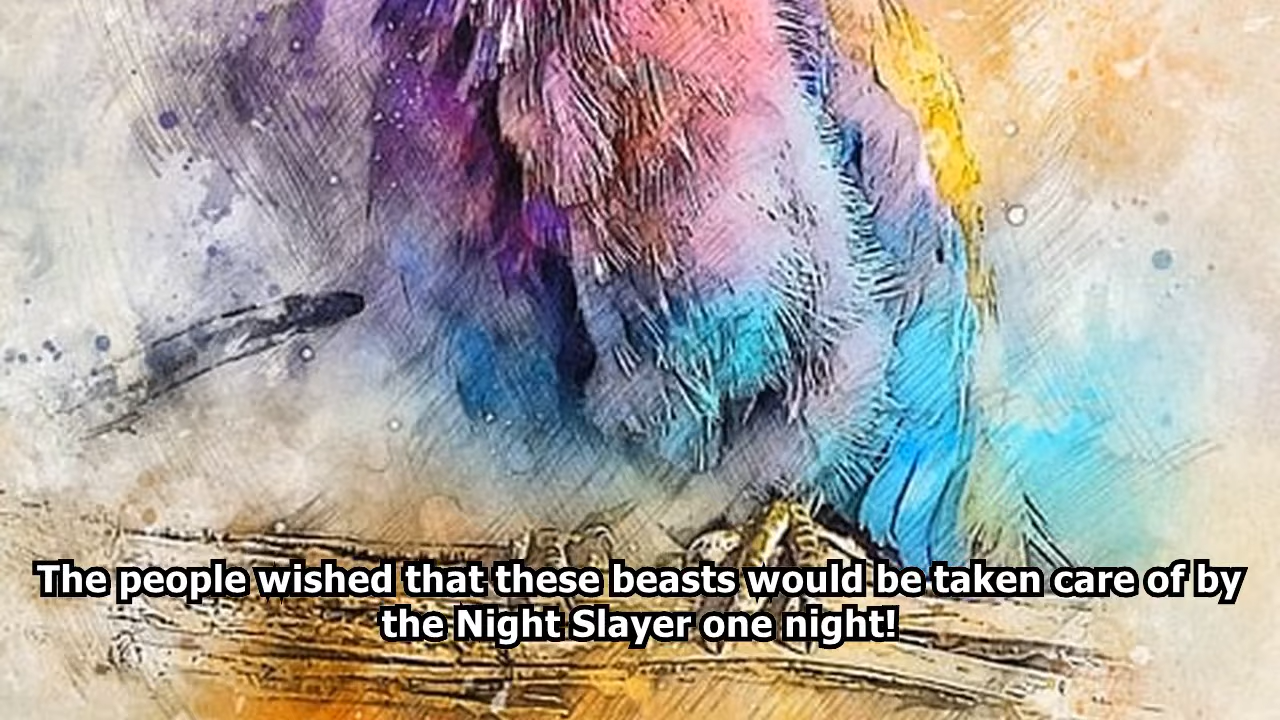 The people wished that these beasts would be taken care of by
the Night Slayer one night!